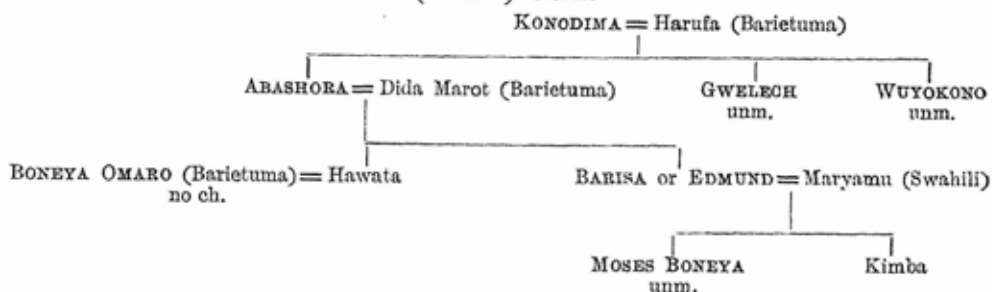 KONODIMA = Harufa (Barietuma)
ABASHORA = Dida Marot (Barietuma) GWELECH WUYOKONO
unm. unm.
BONEYA OMARO (Barietuma) = Hawata BARISA or EDMUND = Maryamu (Swahili)
no ch.
MOSES BONEYA Kimba
unm.